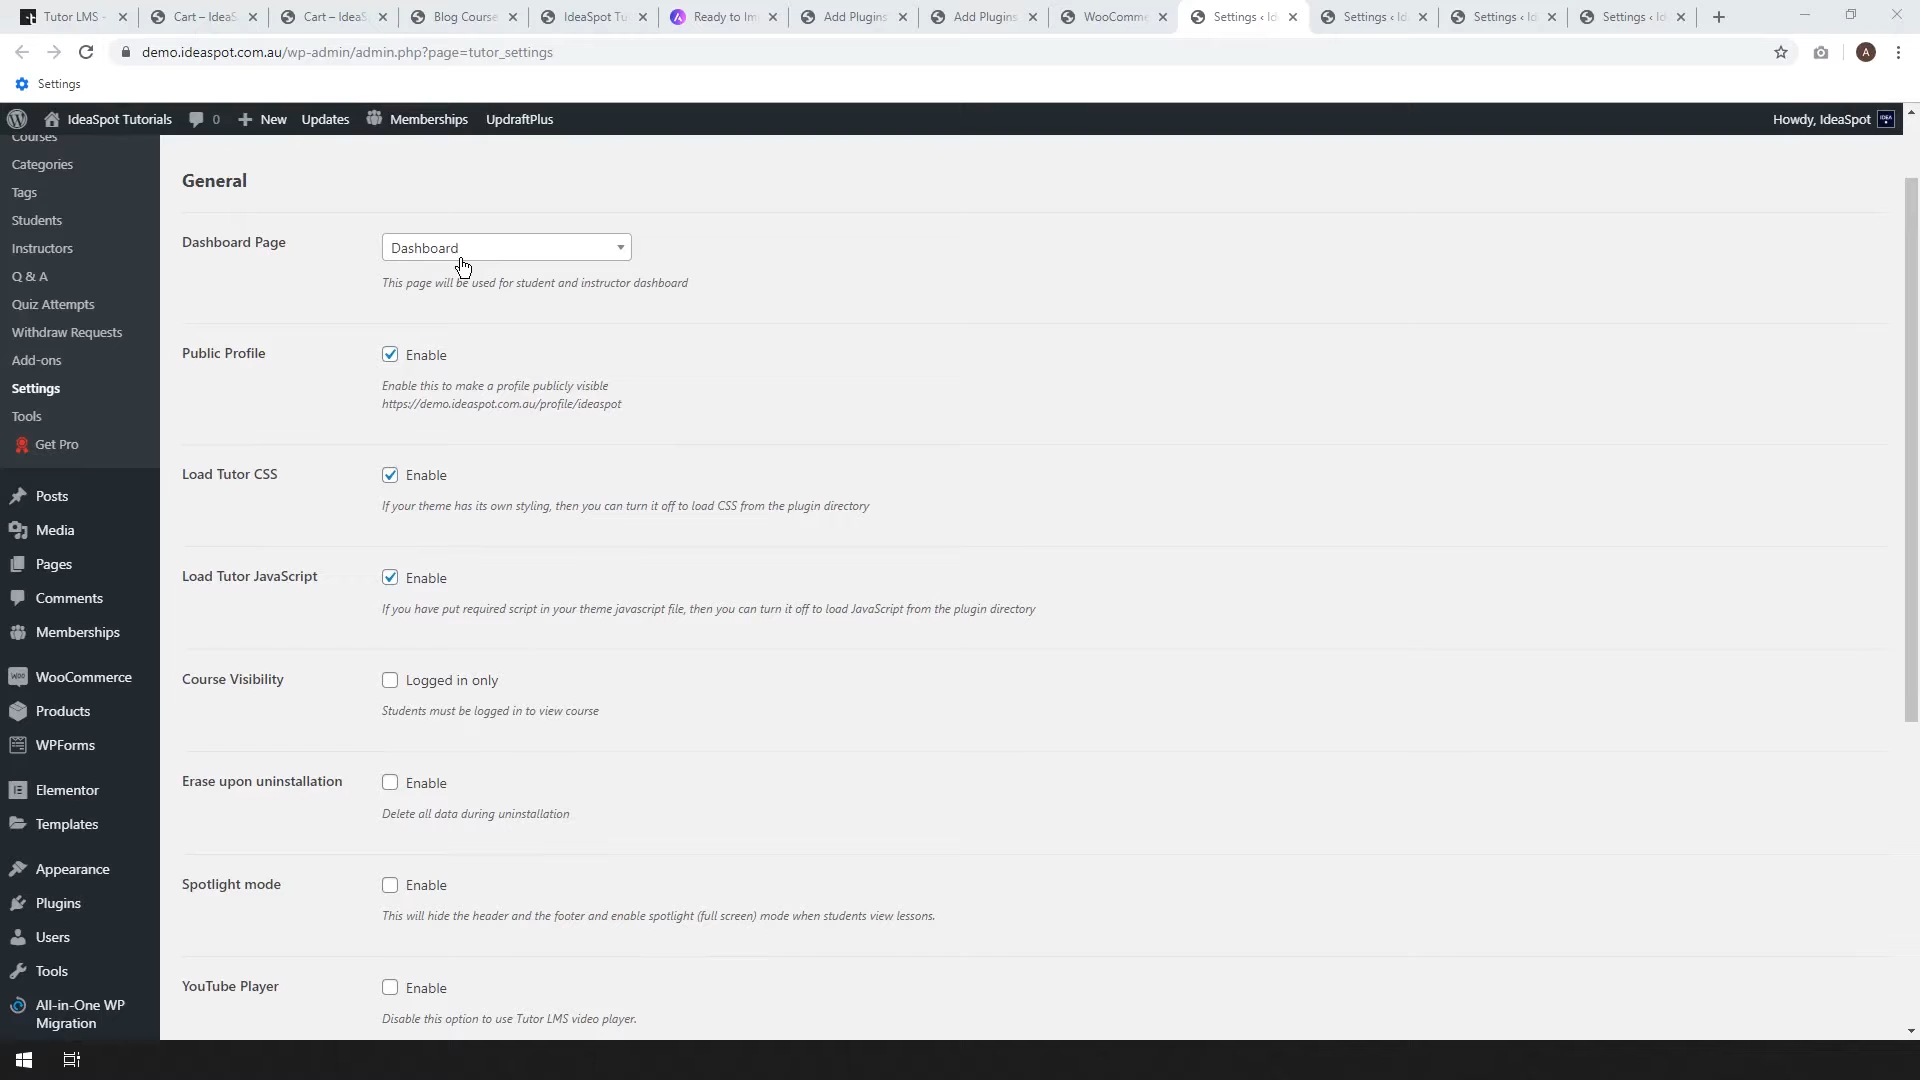 Tutor LMS -
Cart – IdeaS
Cart – IdeaS
Blog Course
IdeaSpot Tu
Ready to Im
Add Plugins
Add Plugins
WooComme
Settings ‹ Id
Settings ‹ Id
Settings ‹ Id
Settings ‹ Id
demo.ideaspot.com.au/wp-admin/admin.php?page=tutor_settings
A
Settings
IdeaSpot Tutorials
0
New
Updates
Memberships
UpdraftPlus
Howdy, IdeaSpot
Courses
Categories
Tags
Students
Instructors
Q & A
Quiz Attempts
Withdraw Requests
Add-ons
Settings
Tools
Get Pro
Posts
Media
Pages
Comments
Memberships
WooCommerce
Products
WPForms
Elementor
Templates
Appearance
Plugins
Users
Tools
All-in-One WP
Migration
General
Dashboard Page
Dashboard
This page will be used for student and instructor dashboard
Public Profile
Enable
Enable this to make a profile publicly visible
https://demo.ideaspot.com.au/profile/ideaspot
Load Tutor CSS
Enable
If your theme has its own styling, then you can turn it off to load CSS from the plugin directory
Load Tutor JavaScript
Enable
If you have put required script in your theme javascript file, then you can turn it off to load JavaScript from the plugin directory
Course Visibility
Logged in only
Students must be logged in to view course
Erase upon uninstallation
Enable
Delete all data during uninstallation
Spotlight mode
Enable
This will hide the header and the footer and enable spotlight (full screen) mode when students view lessons.
YouTube Player
Enable
Disable this option to use Tutor LMS video player.